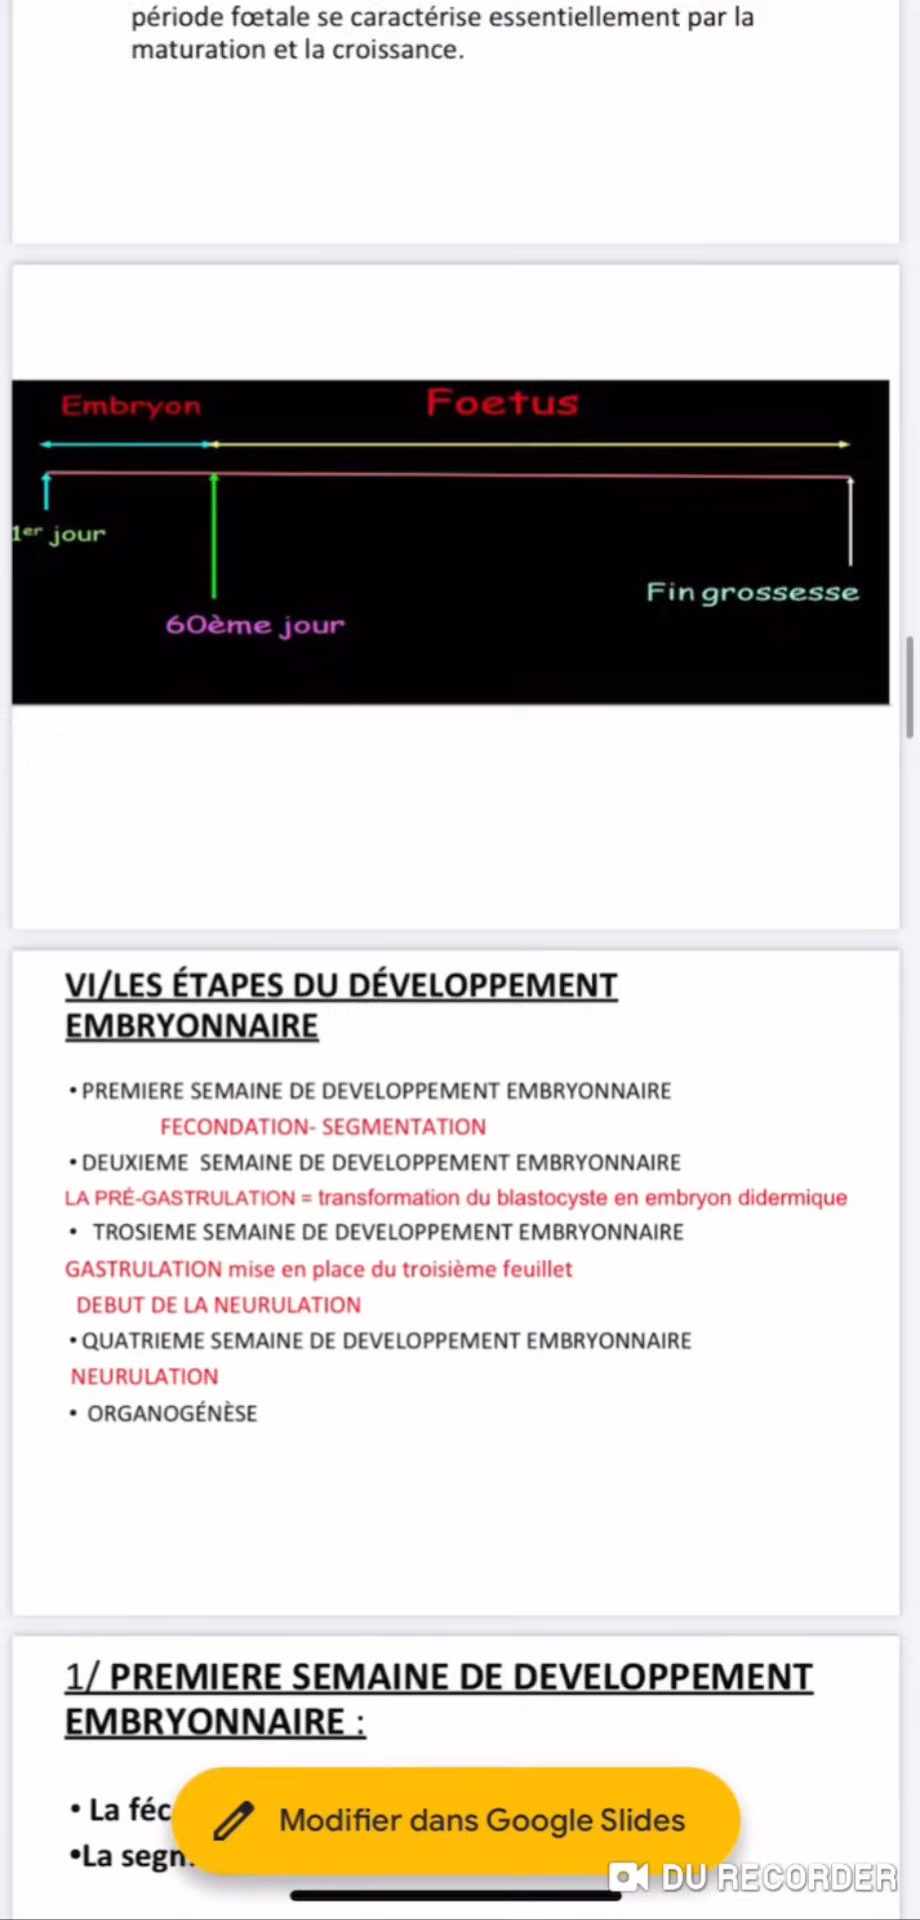 période fœtale se caractérise essentiellement par la
maturation et la croissance.
Embryon
Foetus
1er jour
60ème jour
Fin grossesse
VI/LES ÉTAPES DU DÉVELOPPEMENT
EMBRYONNAIRE
• PREMIERE SEMAINE DE DEVELOPPEMENT EMBRYONNAIRE
FECONDATION- SEGMENTATION
• DEUXIEME SEMAINE DE DEVELOPPEMENT EMBRYONNAIRE
LA PRÉ-GASTRULATION = transformation du blastocyste en embryon didermique
• TROSIEME SEMAINE DE DEVELOPPEMENT EMBRYONNAIRE
GASTRULATION mise en place du troisième feuillet
DEBUT DE LA NEURULATION
• QUATRIEME SEMAINE DE DEVELOPPEMENT EMBRYONNAIRE
NEURULATION
• ORGANOGÉNÈSE
1/ PREMIERE SEMAINE DE DEVELOPPEMENT
EMBRYONNAIRE :
• La féc
•La segm
Modifier dans Google Slides
DU RECORDER